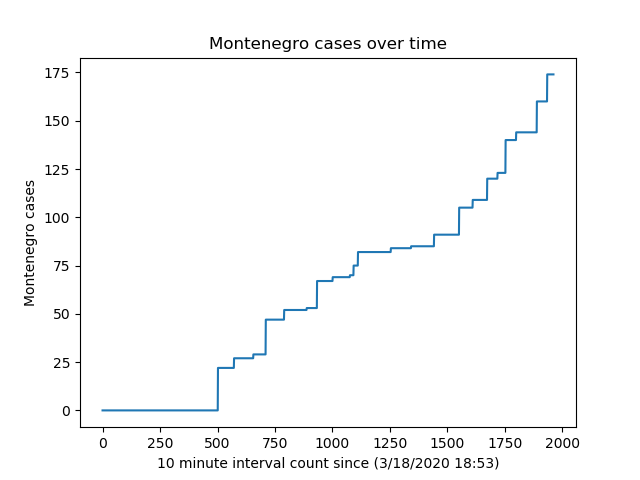 Montenegro cases over time
Montenegro cases
175
150
125
100
75
50
25
0
0 250 500 750 1000 1250 1500 1750 2000
10 minute interval count since (3/18/2020 18:53)